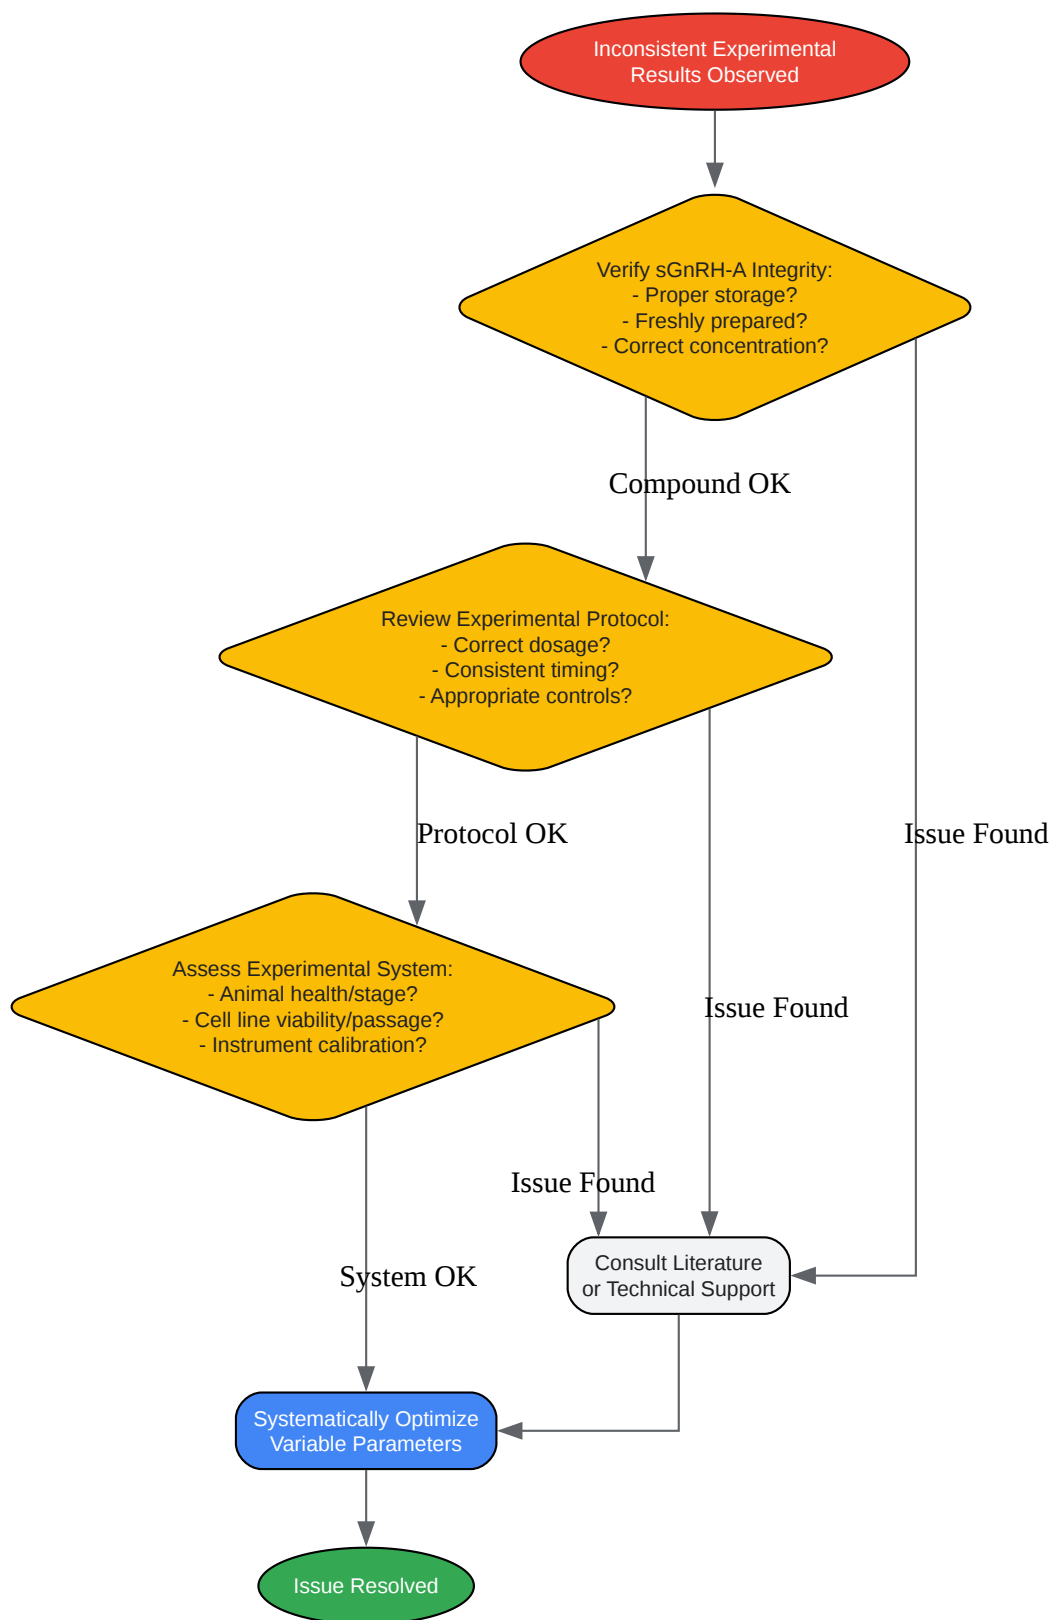 Inconsistent Experimental
Results Observed
Verify sGnRH-A Integrity:
- Proper storage?
- Freshly prepared?
- Correct concentration?
Compound OK
Review Experimental Protocol:
- Correct dosage?
- Consistent timing?
- Appropriate controls?
Protocol OK
Issue Found
Assess Experimental System:
- Animal health/stage?
- Cell line viability/passage?
- Instrument calibration?
Issue Found
Issue Found
System OK
Consult Literature
or Technical Support
Systematically Optimize
Variable Parameters
Issue Resolved